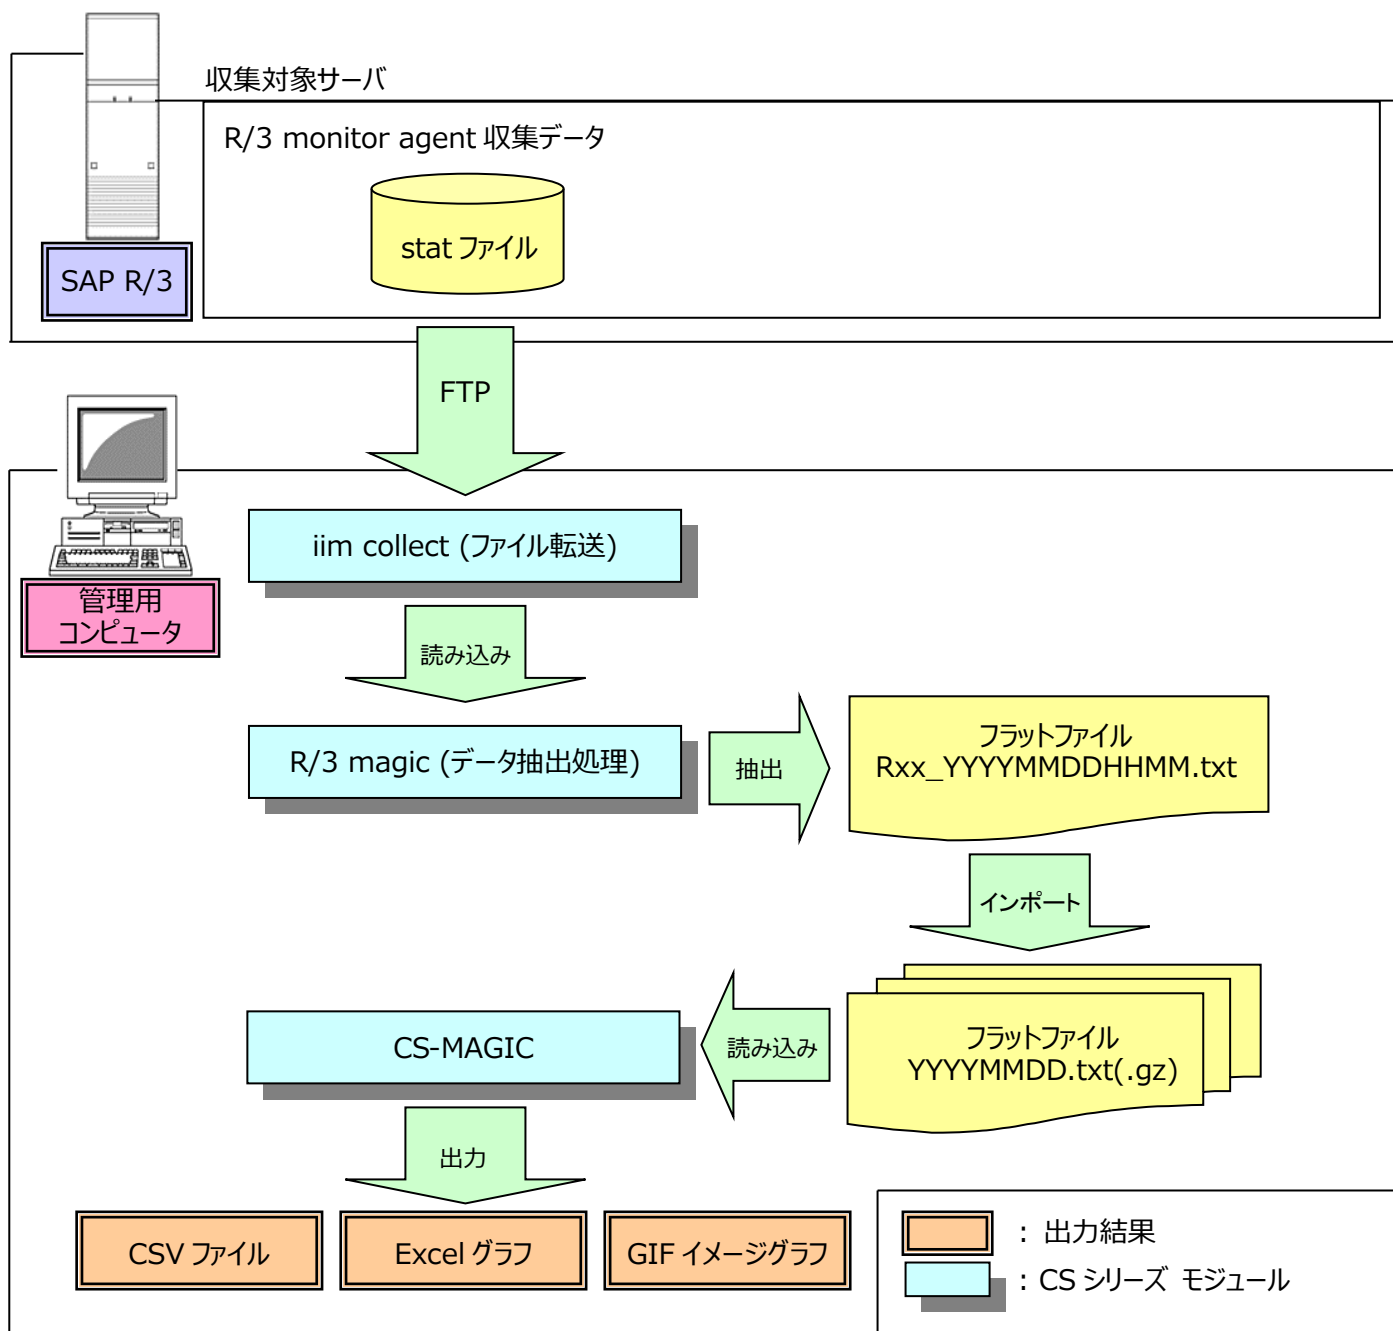 収集対象サーバ
R/3 monitor agent 収集データ
stat ファイル
SAP R/3
FTP
iim collect (ファイル転送)
管理用
コンピュータ
読み込み
R/3 magic (データ抽出処理)
抽出
フラットファイル
Rxx_YYYYMMDDHHMM.txt
インポート
CS-MAGIC
読み込み
フラットファイル
YYYYMMDD.txt(.gz)
出力
CSV ファイル
Excel グラフ
GIF イメージグラフ
: 出力結果
: CS シリーズ モジュール